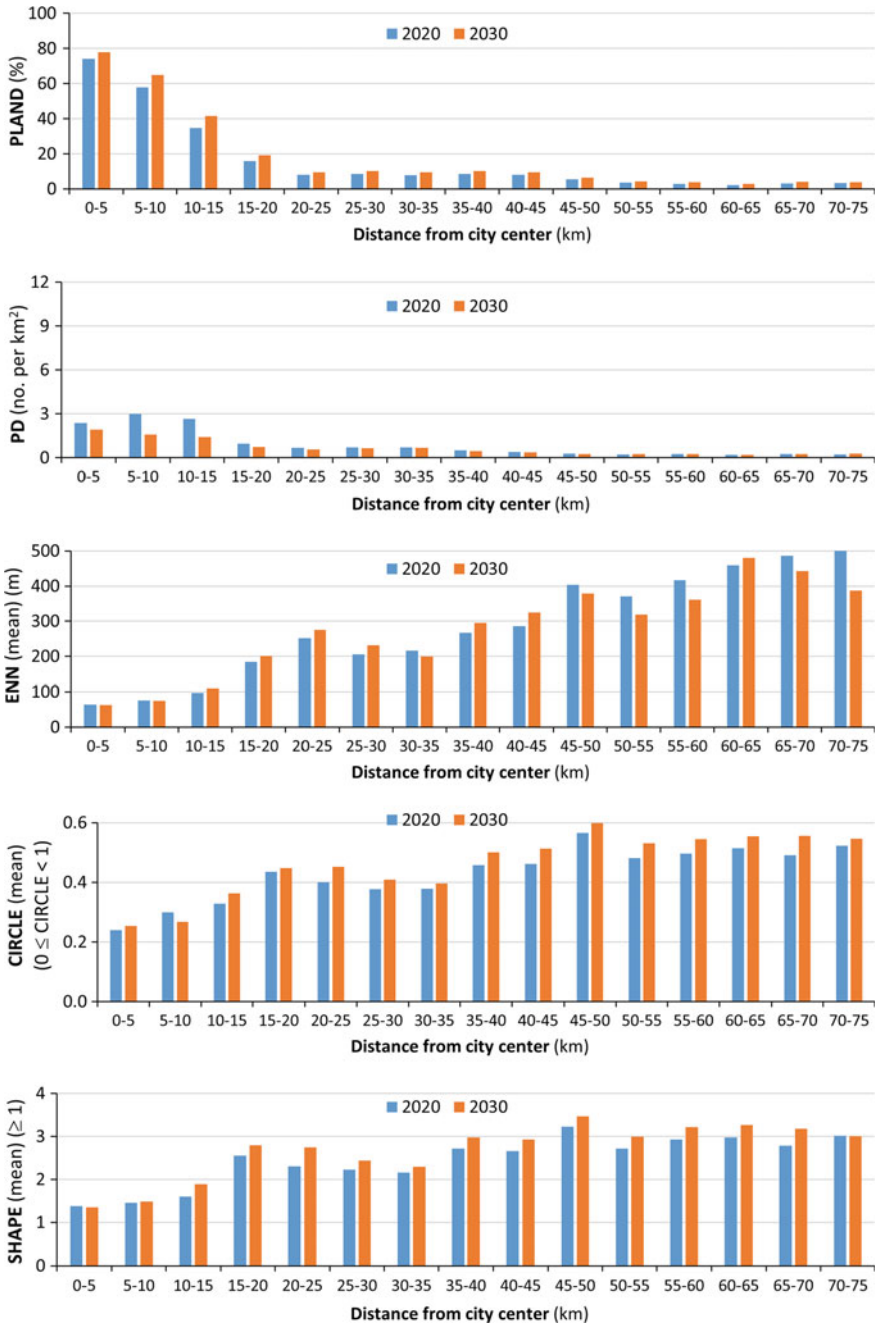 100
80
60
40
20
0
PLAND (%)
2020 2030
0-5 5-10 10-15 15-20 20-25 25-30 30-35 35-40 40-45 45-50 50-55 55-60 60-65 65-70 70-75
Distance from city center (km)
12
9
6
3
0
PD (no. per km²)
2020 2030
0-5 5-10 10-15 15-20 20-25 25-30 30-35 35-40 40-45 45-50 50-55 55-60 60-65 65-70 70-75
Distance from city center (km)
500
400
300
200
100
0
ENN (mean) (m)
2020 2030
0-5 5-10 10-15 15-20 20-25 25-30 30-35 35-40 40-45 45-50 50-55 55-60 60-65 65-70 70-75
Distance from city center (km)
0.6
0.4
0.2
0.0
CIRCLE (mean)
(0 ≤ CIRCLE < 1)
2020 2030
0-5 5-10 10-15 15-20 20-25 25-30 30-35 35-40 40-45 45-50 50-55 55-60 60-65 65-70 70-75
Distance from city center (km)
4
3
2
1
0
SHAPE (mean) (≥ 1)
2020 2030
0-5 5-10 10-15 15-20 20-25 25-30 30-35 35-40 40-45 45-50 50-55 55-60 60-65 65-70 70-75
Distance from city center (km)